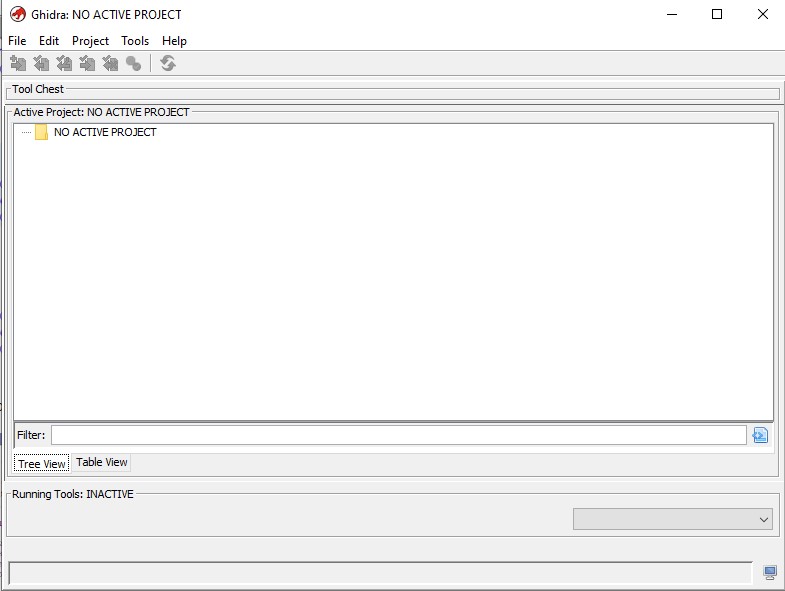 Ghidra: NO ACTIVE PROJECT
File Edit Project Tools Help
Tool Chest
Active Project: NO ACTIVE PROJECT
NO ACTIVE PROJECT
Filter:
Tree View Table View
Running Tools: INACTIVE